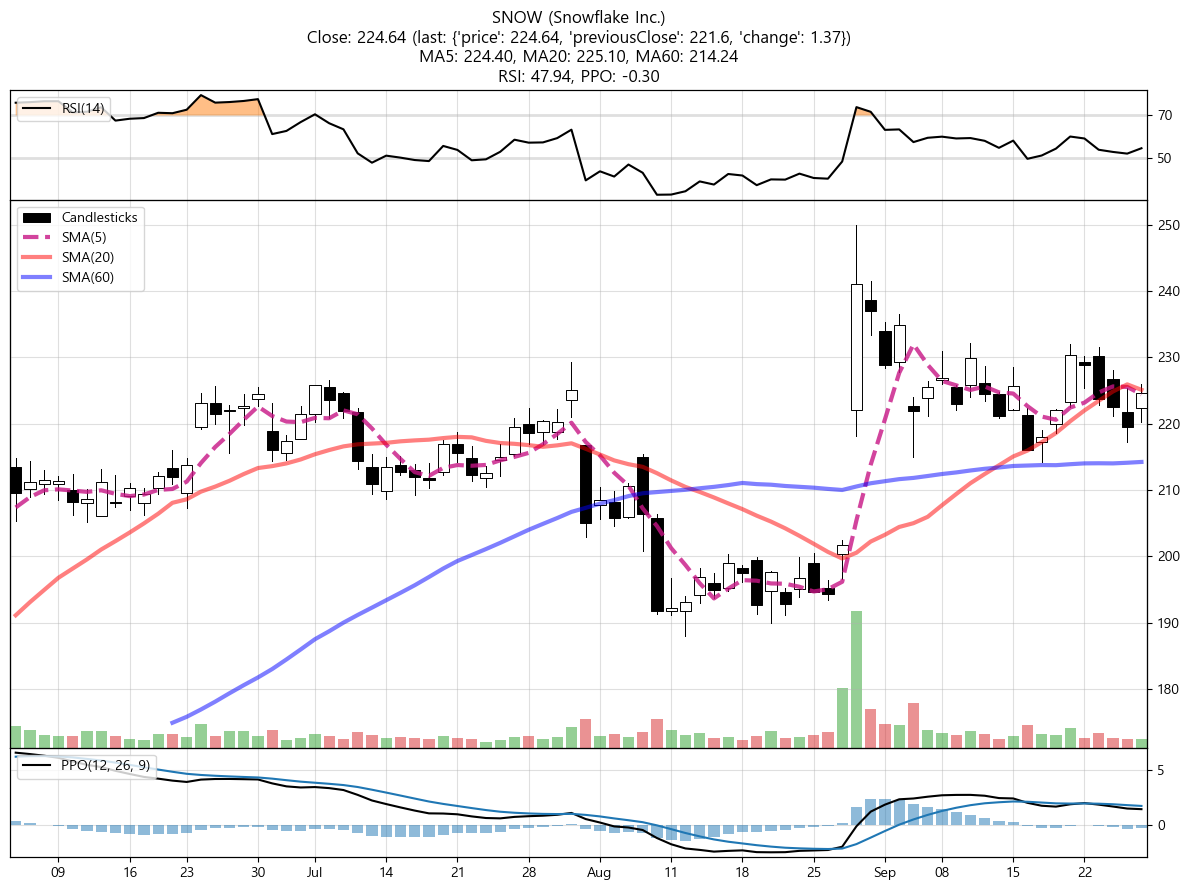 SNOW (Snowflake Inc.)
Close: 224.64 (last: {'price': 224.64, 'previousClose': 221.6, 'change': 1.37})
MA5: 224.40, MA20: 225.10, MA60: 214.24
RSI: 47.94, PPO: -0.30
RSI(14)
70
50
Candlesticks
SMA(5)
SMA(20)
SMA(60)
250
240
230
220
210
200
190
180
PPO(12, 26, 9)
5
0
09 16 23 30 Jul 14 21 28 Aug 11 18 25 Sep 08 15 22